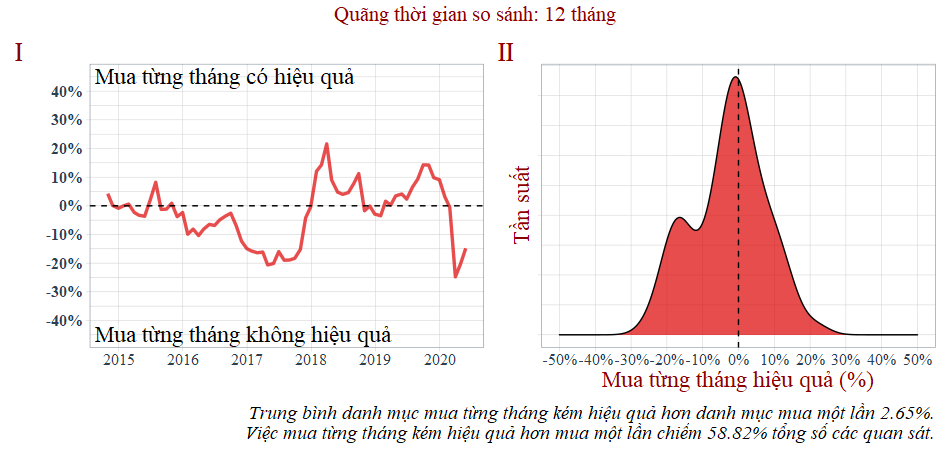 Quãng thời gian so sánh: 12 tháng
I
Mua từng tháng có hiệu quả
40%
30%
20%
10%
0%
-10%
-20%
-30%
-40%
Mua từng tháng không hiệu quả
2015 2016 2017 2018 2019 2020
II
Tần suất
-50% -40% -30% -20% -10% 0% 10% 20% 30% 40% 50%
Mua từng tháng hiệu quả (%)
Trung bình danh mục mua từng tháng kém hiệu quả hơn danh mục mua một lần 2.65%.
Việc mua từng tháng kém hiệu quả hơn mua một lần chiếm 58.82% tổng số các quan sát.